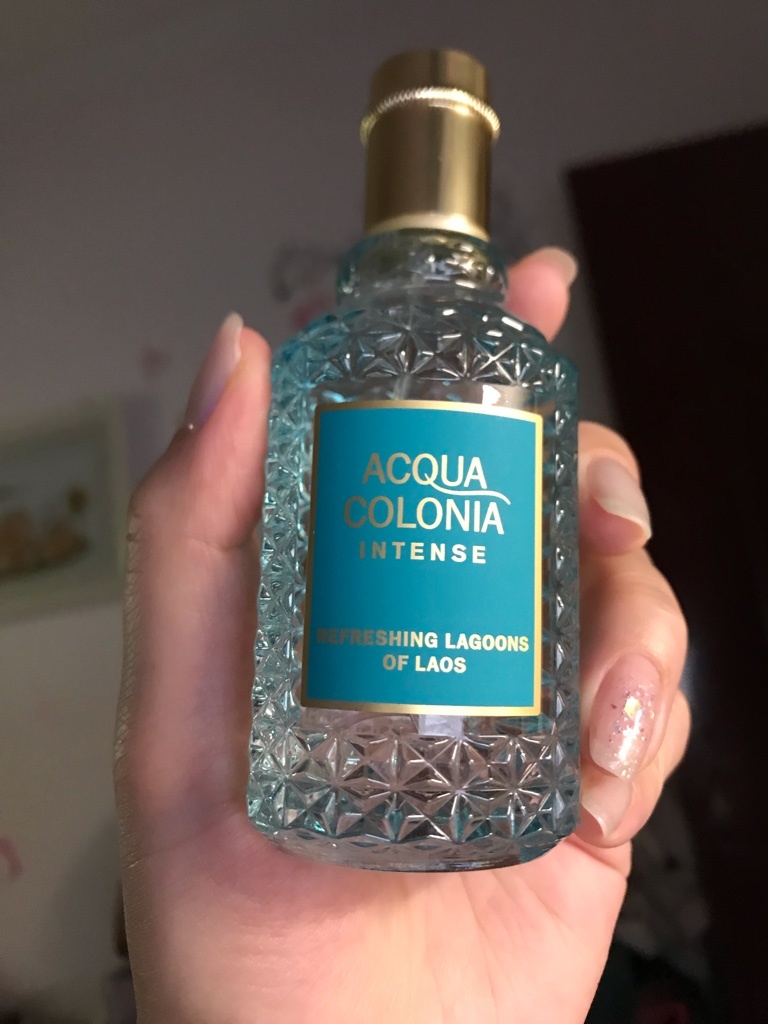 ACQUA
COLONIA
INTENSE
REFRESHING LAGOONS
OF LAOS